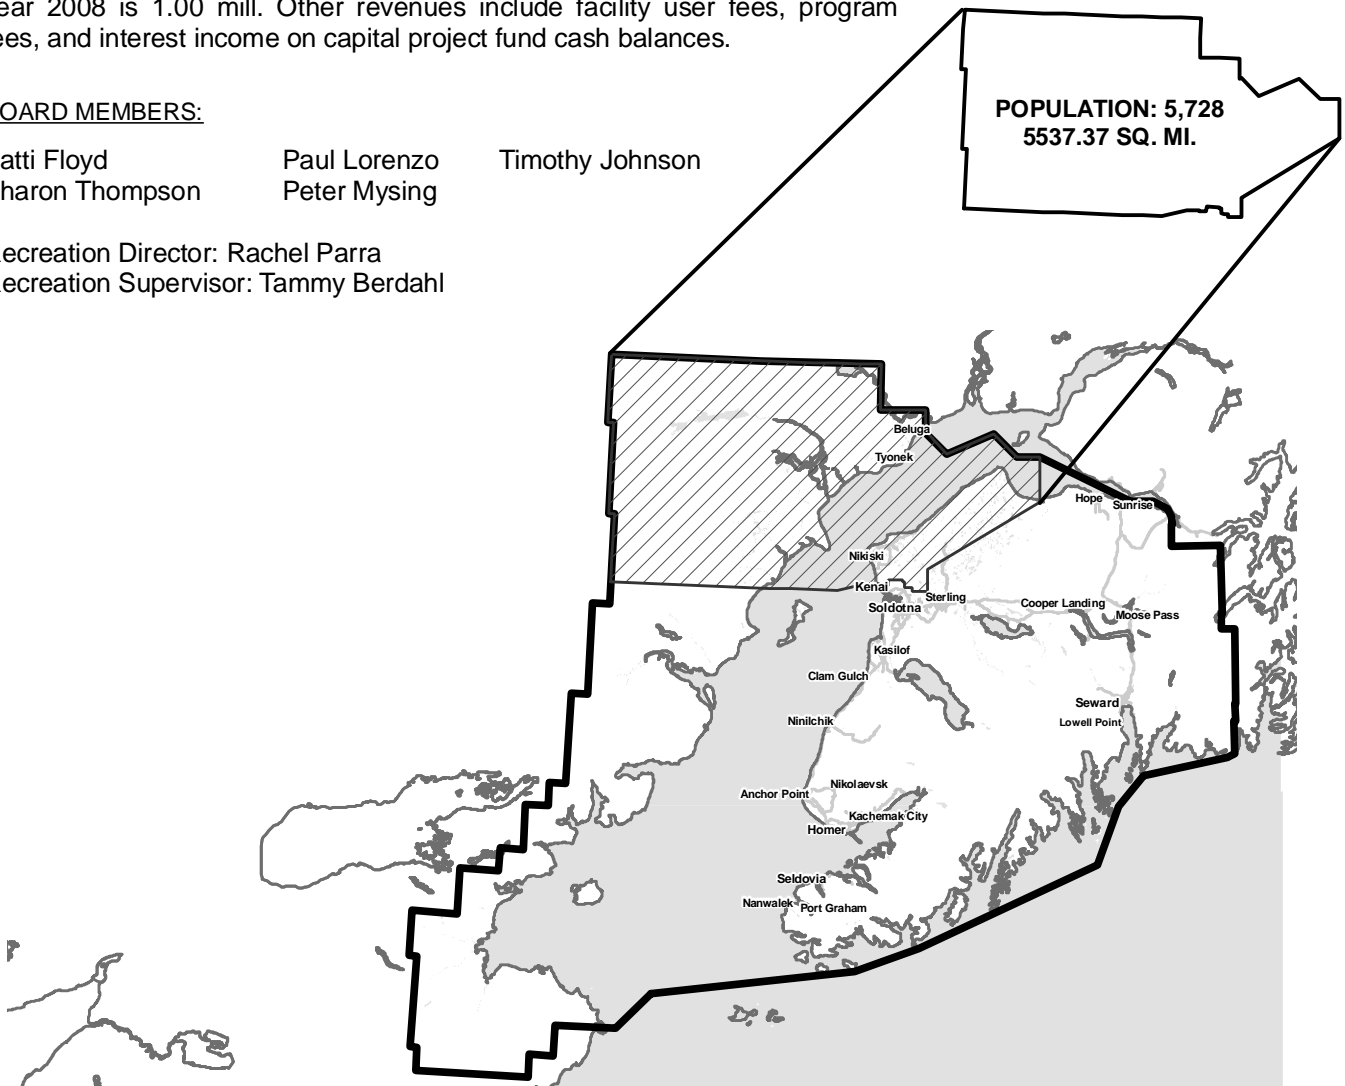 ear 2008 is 1.00 mill. Other revenues include facility user fees, program
ees, and interest income on capital project fund cash balances.
OARD MEMBERS:
atti Floyd Paul Lorenzo Timothy Johnson
haron Thompson Peter Mysing
ecreation Director: Rachel Parra
ecreation Supervisor: Tammy Berdahl
POPULATION: 5,728
5537.37 SQ. MI.
Beluga
Tyonek
Hope
Sunrise
Nikiski
Kenai
Sterling
Soldotna
Cooper Landing
Moose Pass
Kasilof
Clam Gulch
Seward
Ninilchik
Lowell Point
Nikolaevsk
Anchor Point
Kachemak City
Homer
Seldovia
Nanwalek
Port Graham